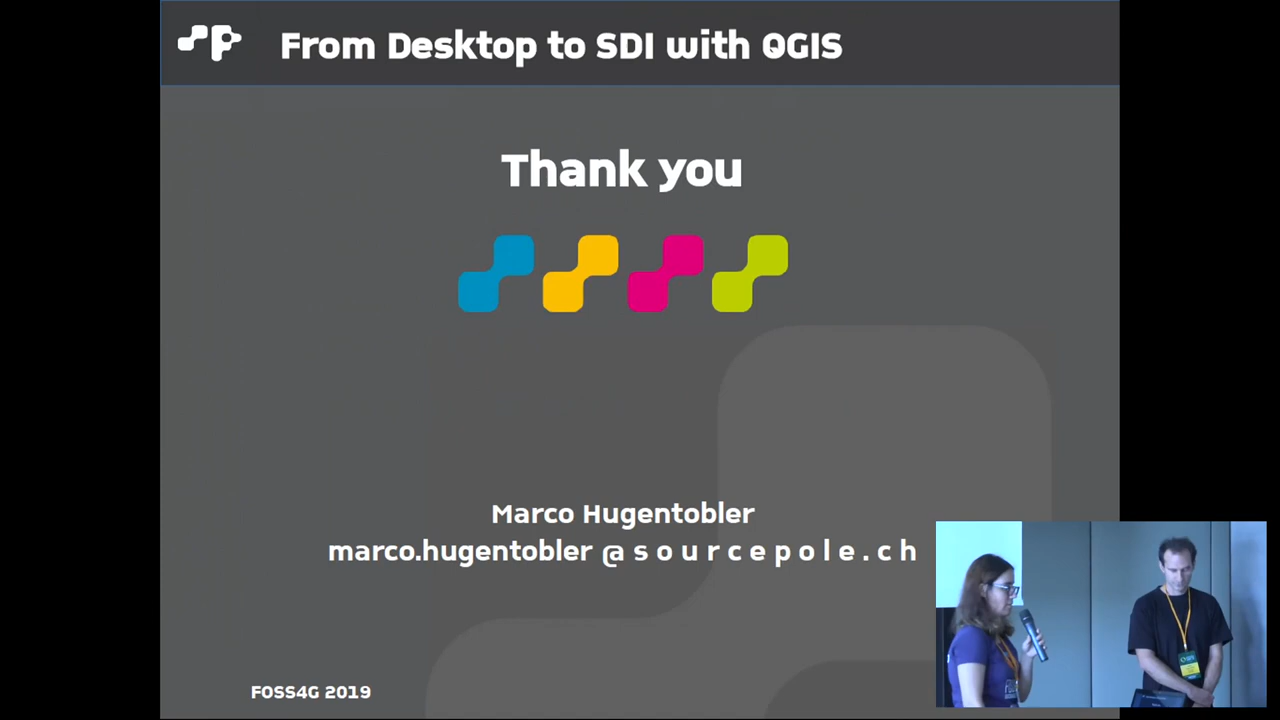 From Desktop to SDI with QGIS
Thank you
Marco Hugentobler
marco.hugentobler @ s o u r c e p o l e . c h
FOSS4G 2019